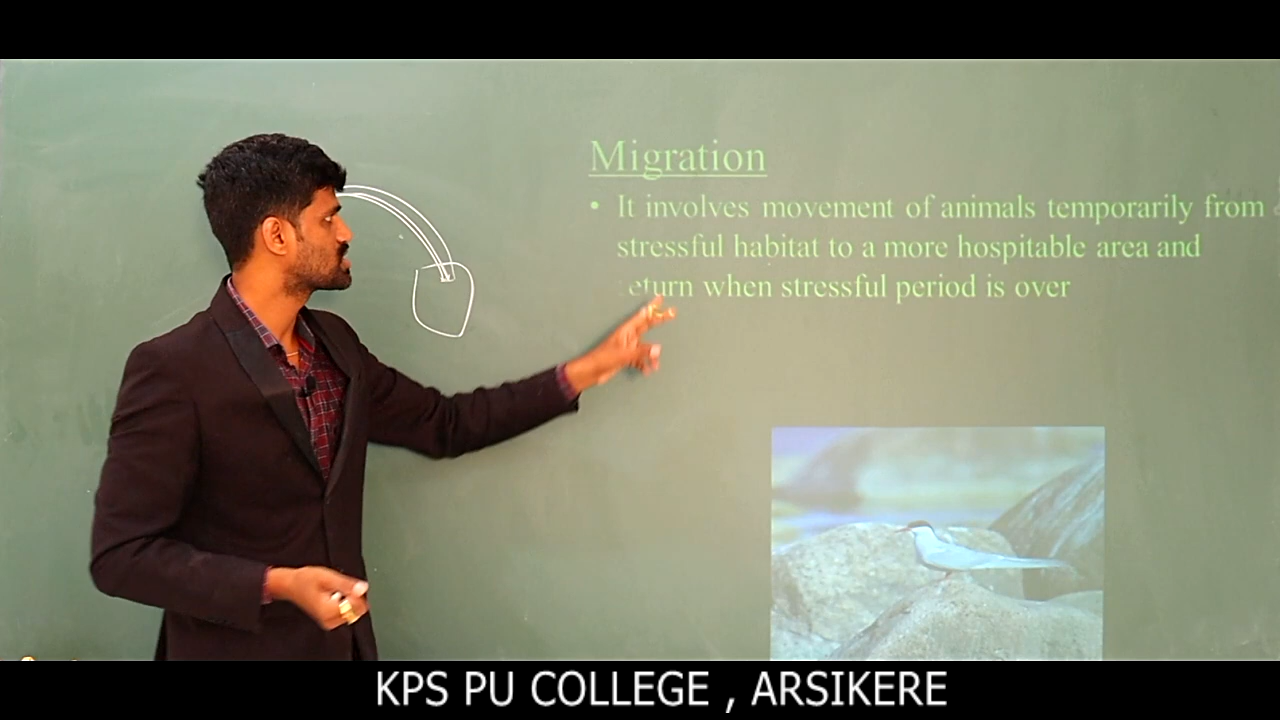 Migration
• It involves movement of animals temporarily from
stressful habitat to a more hospitable area and
return when stressful period is over
KPS PU COLLEGE , ARSIKERE